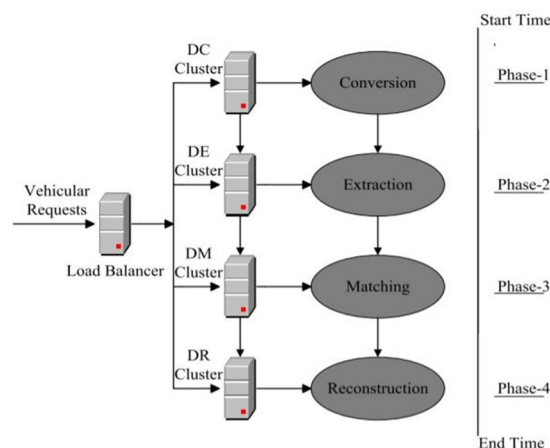 Start Time
DC
Cluster
Conversion
Phase-1
DE
Cluster
Extraction
Phase-2
Vehicular
Requests
Load Balancer
DM
Cluster
Matching
Phase-3
DR
Cluster
Reconstruction
Phase-4
End Time